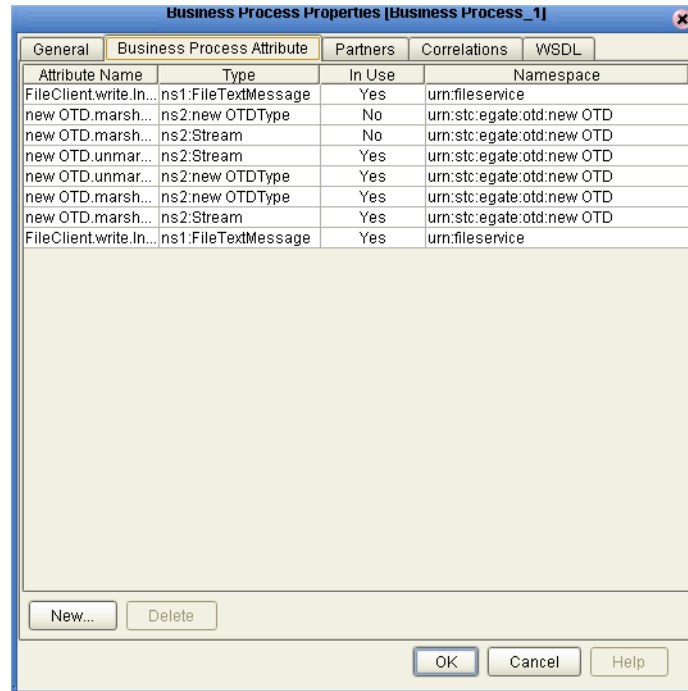 Business Process Properties [Business Process_1]
General Business Process Attribute Partners Correlations WSDL
Attribute Name Type In Use Namespace
FileClient.write.In... ns1:FileTextMessage Yes urn:fileservice
new OTD.marsh... ns2:new OTDType No urn:stc:egate:otd:new OTD
new OTD.marsh... ns2:Stream No urn:stc:egate:otd:new OTD
new OTD.unmar... ns2:Stream Yes urn:stc:egate:otd:new OTD
new OTD.unmar... ns2:new OTDType Yes urn:stc:egate:otd:new OTD
new OTD.marsh... ns2:new OTDType Yes urn:stc:egate:otd:new OTD
new OTD.marsh... ns2:Stream Yes urn:stc:egate:otd:new OTD
FileClient.write.In... ns1:FileTextMessage Yes urn:fileservice
New... Delete
OK Cancel Help